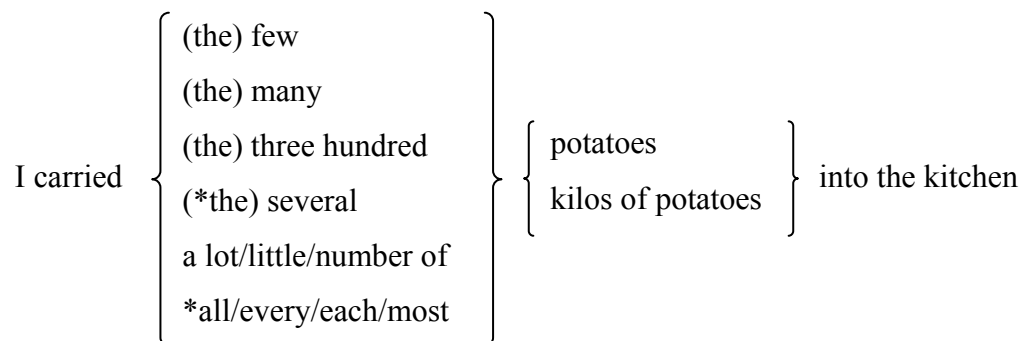 (the) few
(the) many
(the) three hundred
(*the) several
a lot/little/number of
*all/every/each/most
I carried
potatoes
kilos of potatoes
into the kitchen